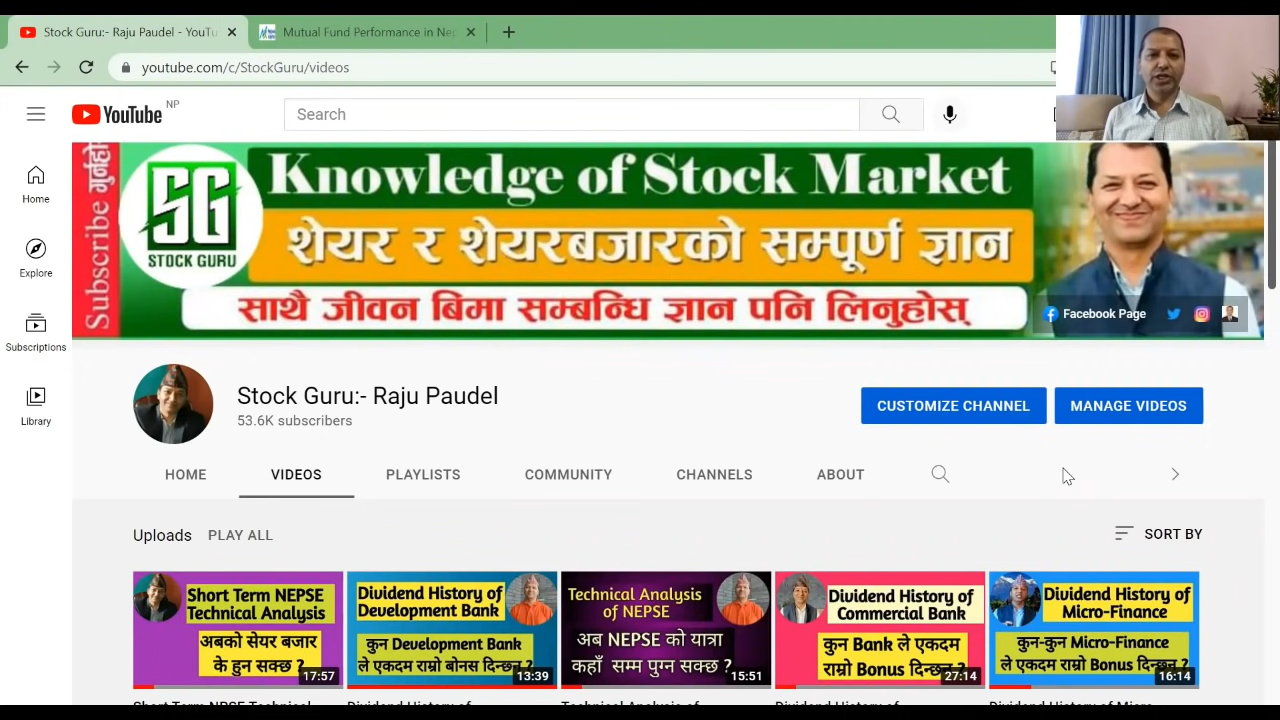 Stock Guru:- Raju Paudel - YouTu
Mutual Fund Performance in Nep
youtube.com/c/StockGuru/videos
YouTube NP
Search
Home
Explore
Subscriptions
Library
Subscribe गर्नुहोस
SG
STOCK GURU
Knowledge of Stock Market
शेयर र शेयरबजारको सम्पूर्ण ज्ञान
साथै जीवन बिमा सम्बन्धि ज्ञान पनि लिनुहोस्
Facebook Page
Stock Guru:- Raju Paudel
53.6K subscribers
CUSTOMIZE CHANNEL
MANAGE VIDEOS
HOME VIDEOS PLAYLISTS COMMUNITY CHANNELS ABOUT
Uploads PLAY ALL
SORT BY
Short Term NEPSE
Technical Analysis
अबको सेयर बजार
के हुन सक्छ ?
17:57
Dividend History of
Development Bank
कुन Development Bank
ले एकदम राम्रो बोनस दिन्छन ?
13:39
Technical Analysis
of NEPSE
अब NEPSE को यात्रा
कहाँ सम्म पुग्न सक्छ ?
15:51
Dividend History of
Commercial Bank
कुन Bank ले एकदम
राम्रो Bonus दिन्छन् ?
27:14
Dividend History of
Micro-Finance
कुन-कुन Micro-Finance
ले एकदम राम्रो Bonus दिन्छन् ?
16:14